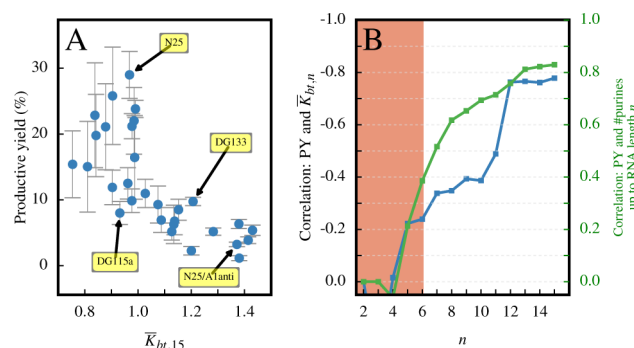 A
N25
DG133
DG115a
N25/A1anti
Productive yield (%)
30
20
10
0
0.8
1.0
1.2
1.4
K̅bt,15
B
Correlation: PY and K̅bt,n
-1.0
-0.8
-0.6
-0.4
-0.2
0.0
2
4
6
8
10
12
14
n
1.0
0.8
0.6
0.4
0.2
0.0
Correlation: PY and #purines
up to RNA length n